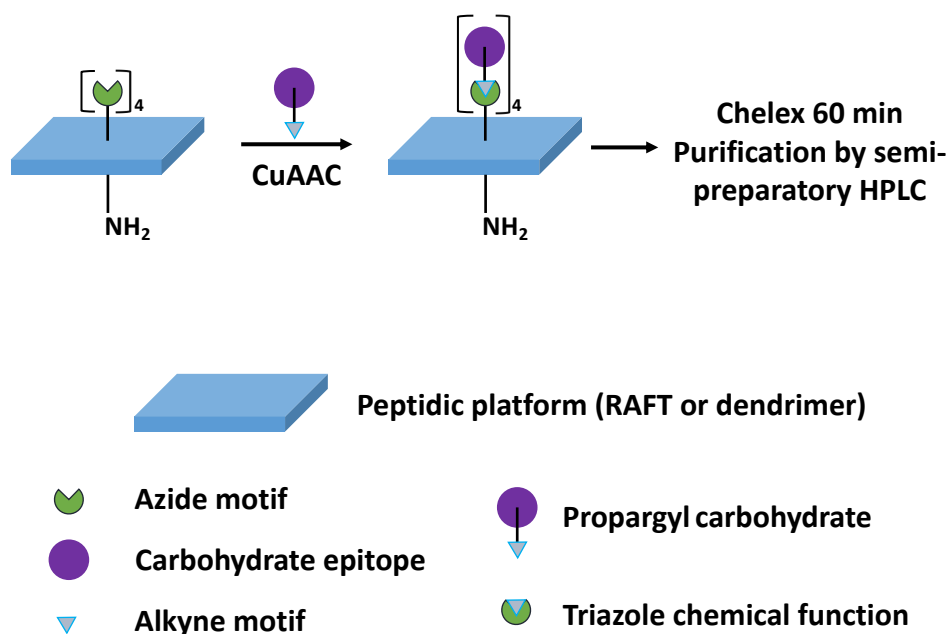 4
NH2
CuAAC
4
NH2
Chelex 60 min
Purification by semi-
preparatory HPLC
Peptidic platform (RAFT or dendrimer)
Azide motif
Carbohydrate epitope
Alkyne motif
Propargyl carbohydrate
Triazole chemical function